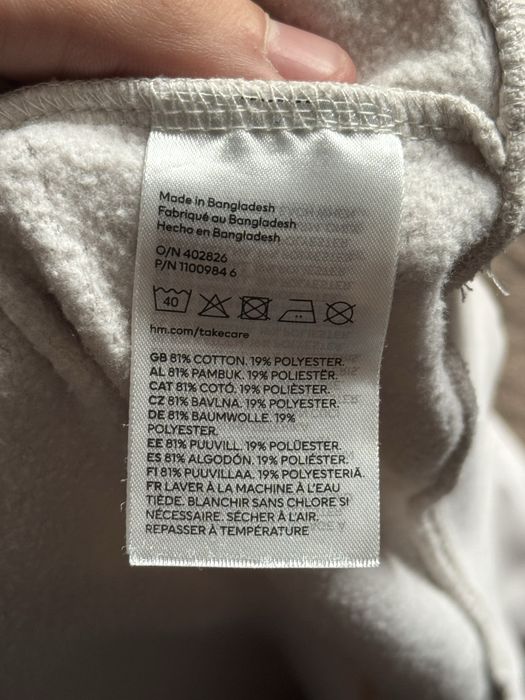 Made in Bangladesh
Fabriqué au Bangladesh
Hecho en Bangladesh
O/N 402826
P/N 1100984 6
40
hm.com/takecare
GB 81% COTTON. 19% POLYESTER.
AL 81% PAMBUK. 19% POLIESTËR.
CAT 81% COTÓ. 19% POLIÈSTER.
CZ 81% BAVLNA. 19% POLYESTER.
DE 81% BAUMWOLLE. 19%
POLYESTER.
EE 81% PUUVILL. 19% POLÜESTER.
ES 81% ALGODÓN. 19% POLIÉSTER.
FI 81% PUUVILLAA. 19% POLYESTERIÄ.
FR LAVER À LA MACHINE À L'EAU
TIÈDE. BLANCHIR SANS CHLORE SI
NÉCESSAIRE. SÉCHER À L'AIR.
REPASSER À TEMPÉRATURE